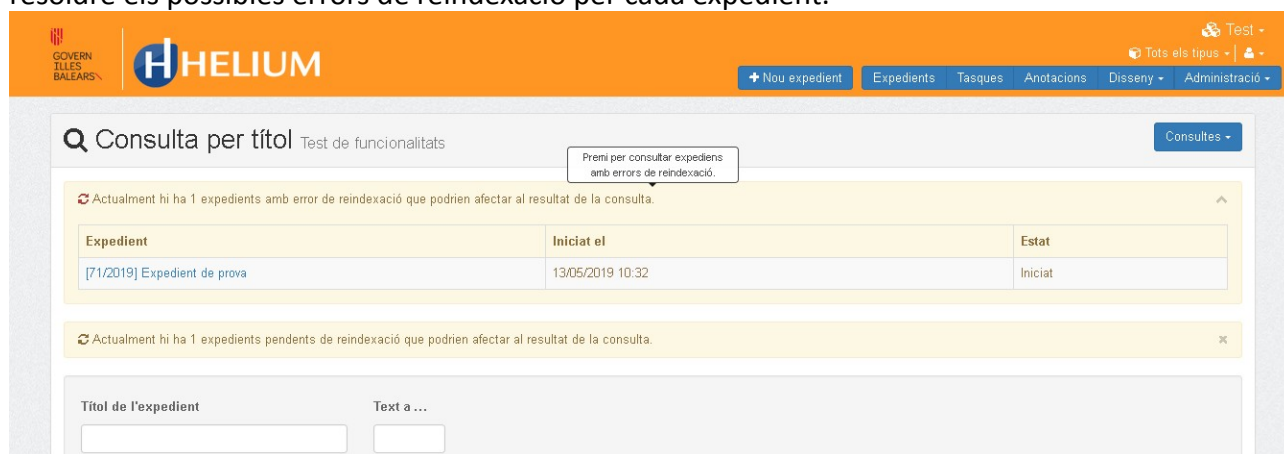 resoldre els possibles errors de reindexació per cada expedient.
GOVERN
ILLES
BALEARS
HELIUM
Test
Tots els tipus
Nou expedient Expedients Tasques Anotacions Disseny Administració
Consulta per títol Test de funcionalitats
Consultes
Premi per consultar expediens
amb errors de reindexació.
Actualment hi ha 1 expedients amb error de reindexació que podrien afectar al resultat de la consulta.
Expedient Iniciat el Estat
[71/2019] Expedient de prova 13/05/2019 10:32 Iniciat
Actualment hi ha 1 expedients pendents de reindexació que podrien afectar al resultat de la consulta.
Títol de l'expedient Text a ...